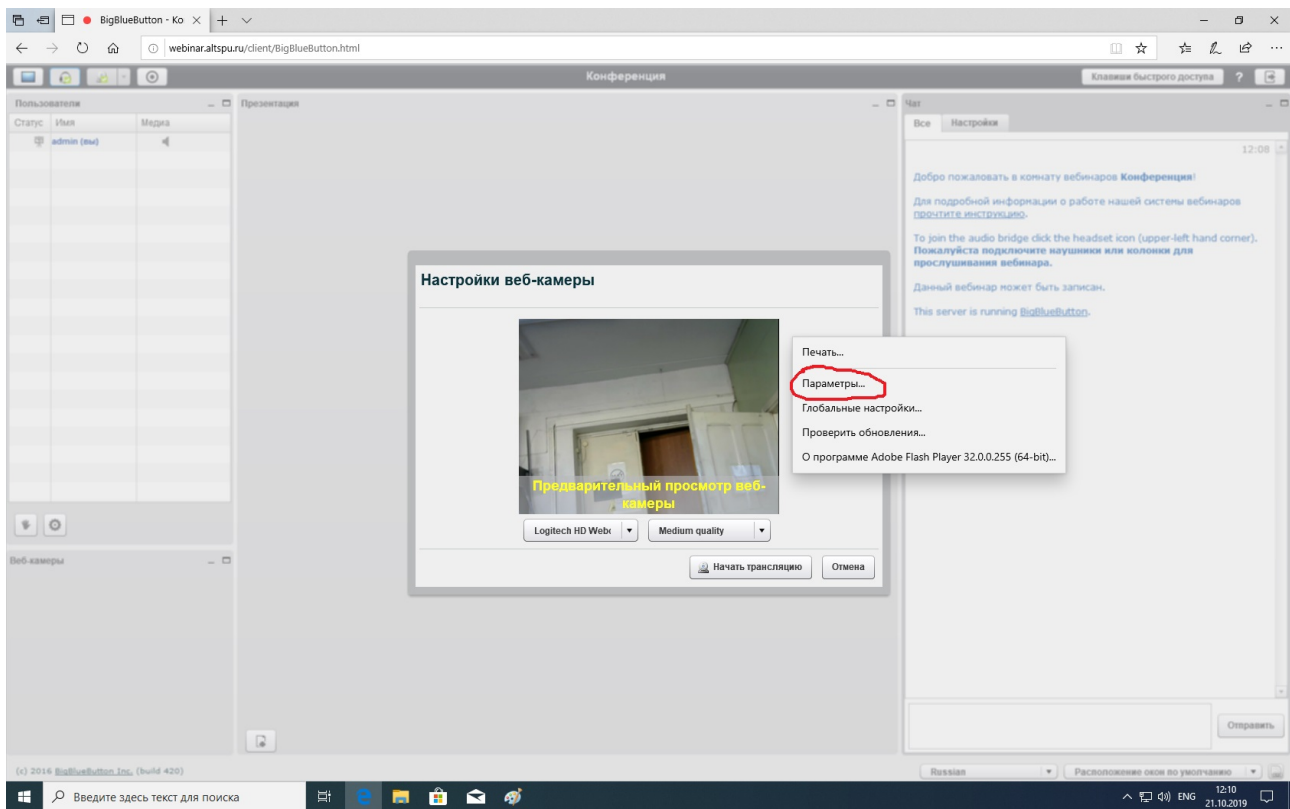 BigBlueButton - Ko
webinar.altspu.ru/client/BigBlueButton.html
Конференция
Клавиши быстрого доступа
?
Пользователи
Статус Имя Медиа
admin (вы)
Презентация
Чат
Все Настройки
12:08
Добро пожаловать в комнату вебинаров Конференция!
Для подробной информации о работе нашей системы вебинаров
прочтите инструкцию.
To join the audio bridge click the headset icon (upper-left hand corner).
Пожалуйста подключите наушники или колонки для
прослушивания вебинара.
Данный вебинар может быть записан.
This server is running BigBlueButton.
Настройки веб-камеры
Предварительный просмотр веб-
камеры
Logitech HD Webc Medium quality
Начать трансляцию Отмена
Печать...
Параметры...
Глобальные настройки...
Проверить обновления...
О программе Adobe Flash Player 32.0.0.255 (64-bit)...
Веб-камеры
Отправить
(c) 2016 BigBlueButton Inc. (build 420)
Russian Расположение окон по умолчанию
Введите здесь текст для поиска
ENG
12:10
21.10.2019